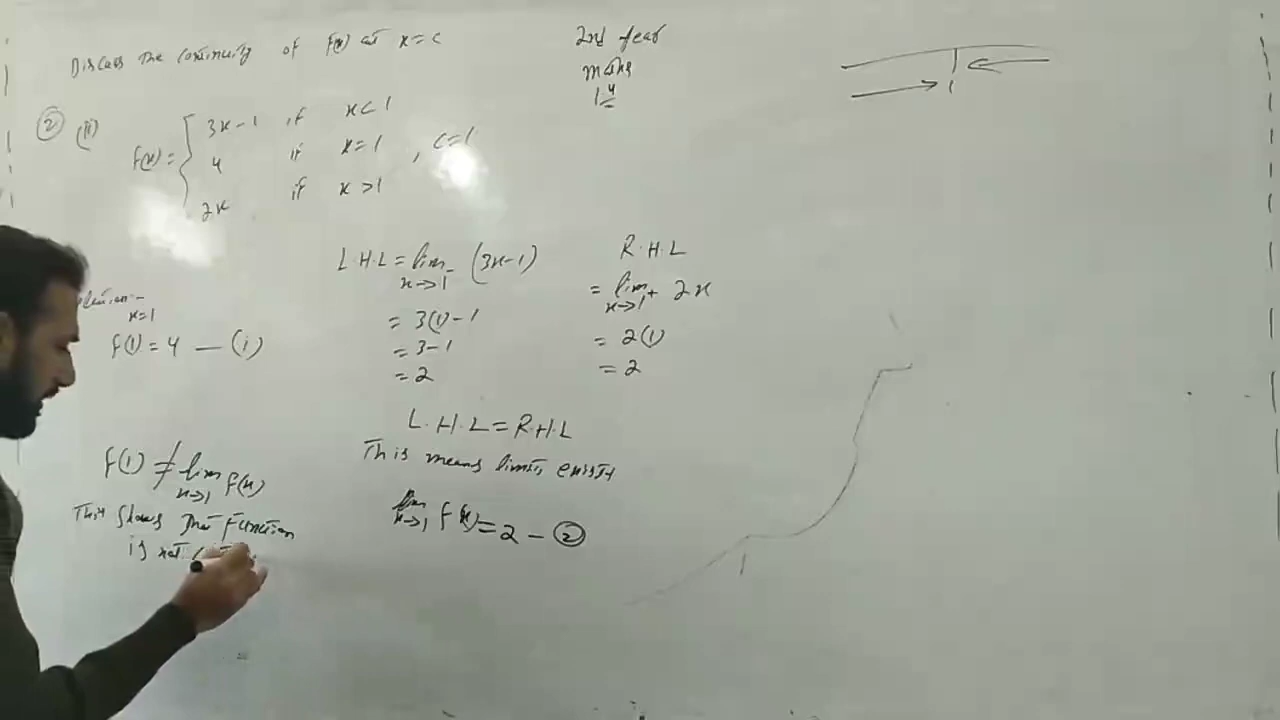 Discuss the continuity of f(x) at x=c
2nd year
maths
1.4
② (ii)
f(x) = { 3x-1 if x<1
4 if x=1 , c=1
2x if x>1
x=1
f(1) = 4 — (i)
L.H.L = lim x→1⁻ (3x-1)
= 3(1)-1
= 3-1
= 2
R.H.L
= lim x→1⁺ 2x
= 2(1)
= 2
L.H.L = R.H.L
This means limits exists
lim x→1 f(x) = 2 — ②
f(1) ≠ lim x→1 f(x)
This shows that function
is not
1
1